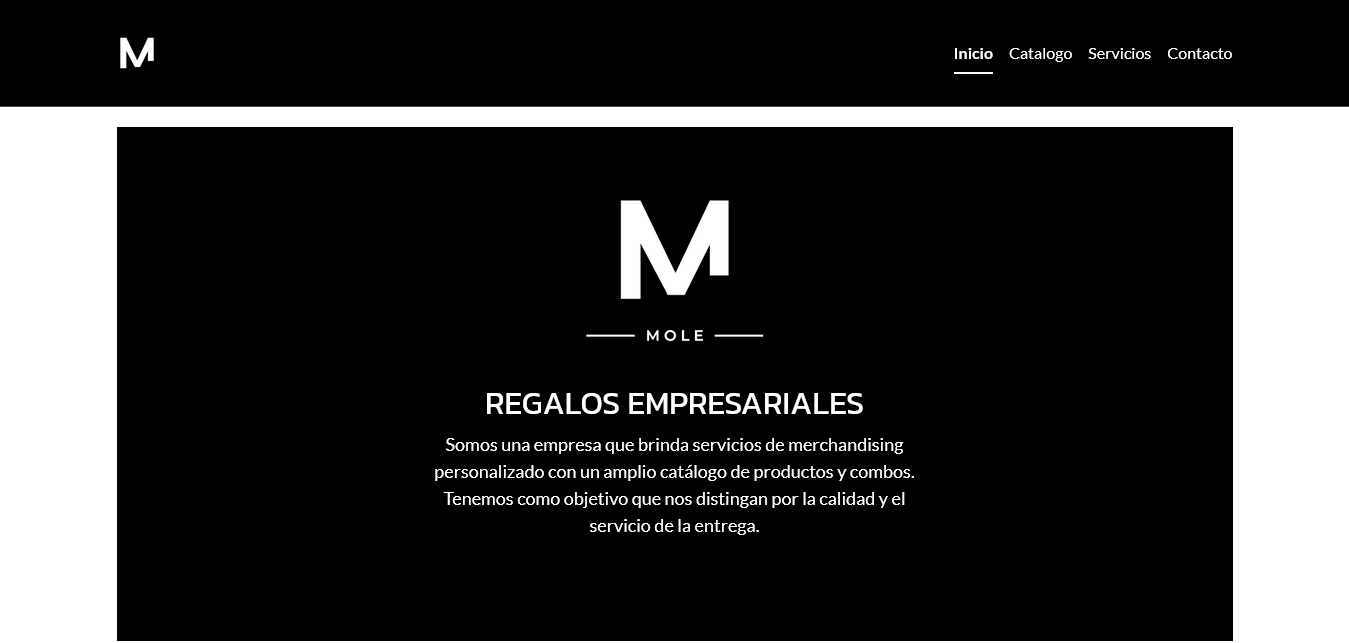 M
Inicio Catalogo Servicios Contacto
M
MOLE
REGALOS EMPRESARIALES
Somos una empresa que brinda servicios de merchandising
personalizado con un amplio catálogo de productos y combos.
Tenemos como objetivo que nos distingan por la calidad y el
servicio de la entrega.